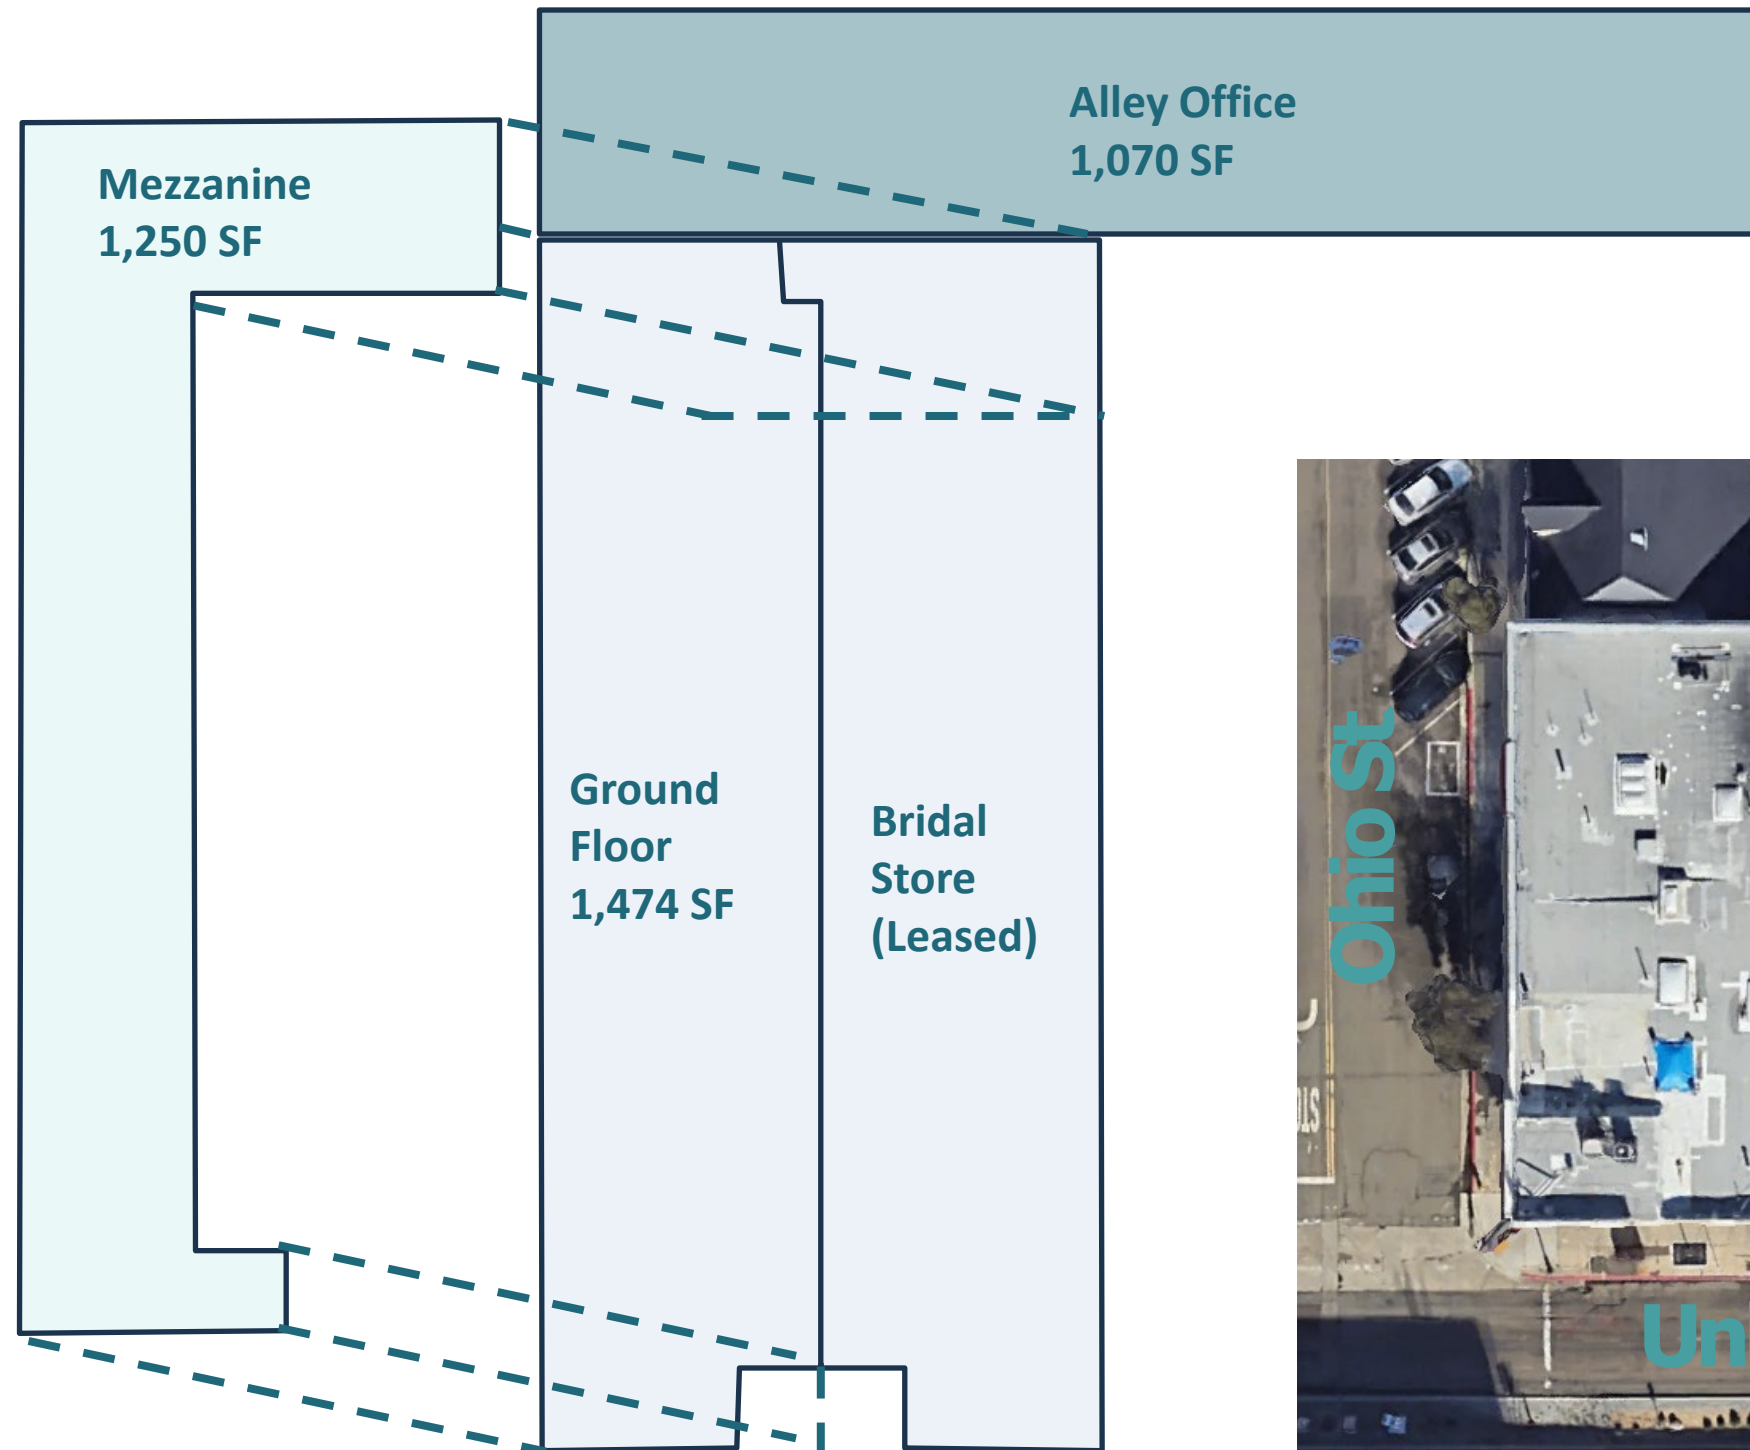 Alley Office
1,070 SF
Mezzanine
1,250 SF
Ground
Floor
1,474 SF
Bridal
Store
(Leased)
Ohio St
Un